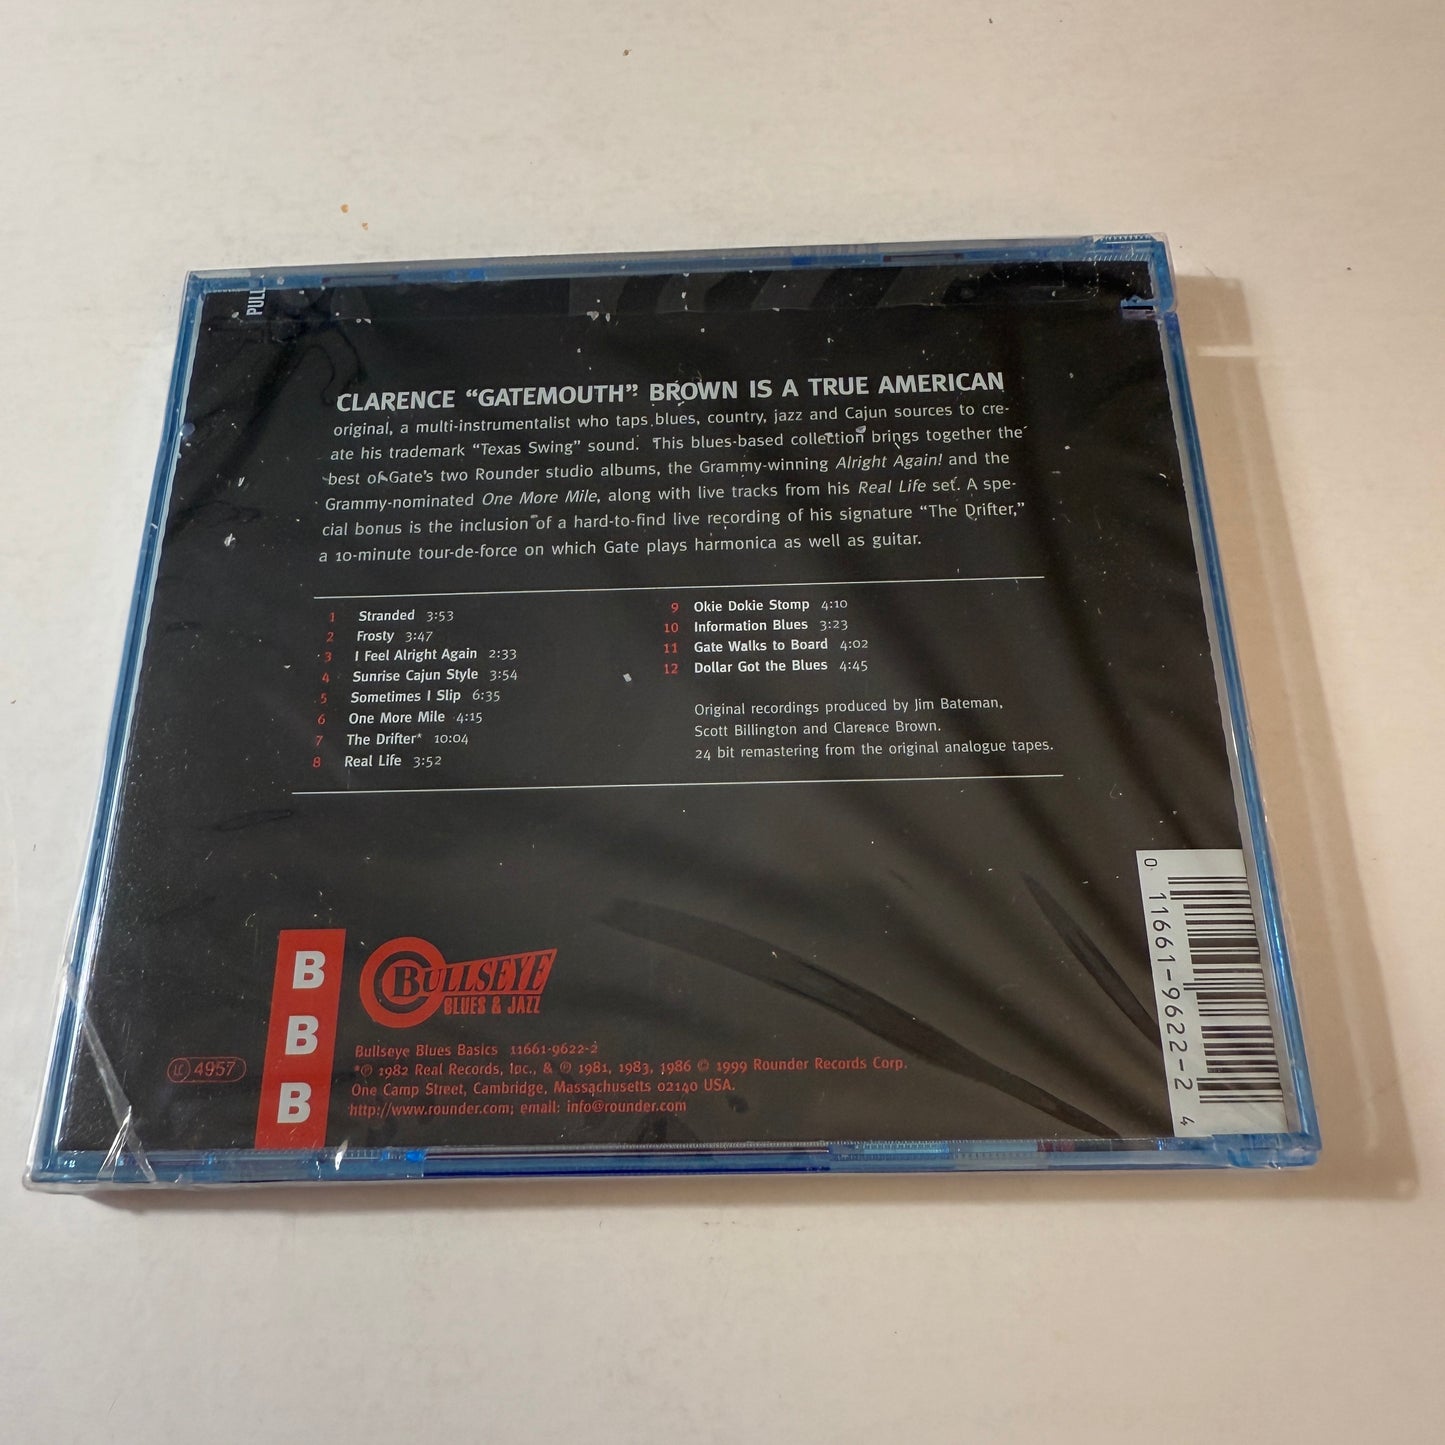 PULL
CLARENCE “GATEMOUTH” BROWN IS A TRUE AMERICAN
original, a multi-instrumentalist who taps blues, country, jazz and Cajun sources to cre-
ate his trademark “Texas Swing” sound. This blues-based collection brings together the
best of Gate's two Rounder studio albums, the Grammy-winning Alright Again! and the
Grammy-nominated One More Mile, along with live tracks from his Real Life set. A spe-
cial bonus is the inclusion of a hard-to-find live recording of his signature “The Drifter,”
a 10-minute tour-de-force on which Gate plays harmonica as well as guitar.
1 Stranded 3:53
2 Frosty 3:47
3 I Feel Alright Again 2:33
4 Sunrise Cajun Style 3:54
5 Sometimes I Slip 6:35
6 One More Mile 4:15
7 The Drifter* 10:04
8 Real Life 3:52
9 Okie Dokie Stomp 4:10
10 Information Blues 3:23
11 Gate Walks to Board 4:02
12 Dollar Got the Blues 4:45
Original recordings produced by Jim Bateman,
Scott Billington and Clarence Brown.
24 bit remastering from the original analogue tapes.
B
B
B
BULLSEYE
BLUES & JAZZ
LC 4957
Bullseye Blues Basics 11661-9622-2
*℗ 1982 Real Records, Inc., & ℗ 1981, 1983, 1986 © 1999 Rounder Records Corp.
One Camp Street, Cambridge, Massachusetts 02140 USA.
http://www.rounder.com; email: info@rounder.com
0 11661-9622-2 4